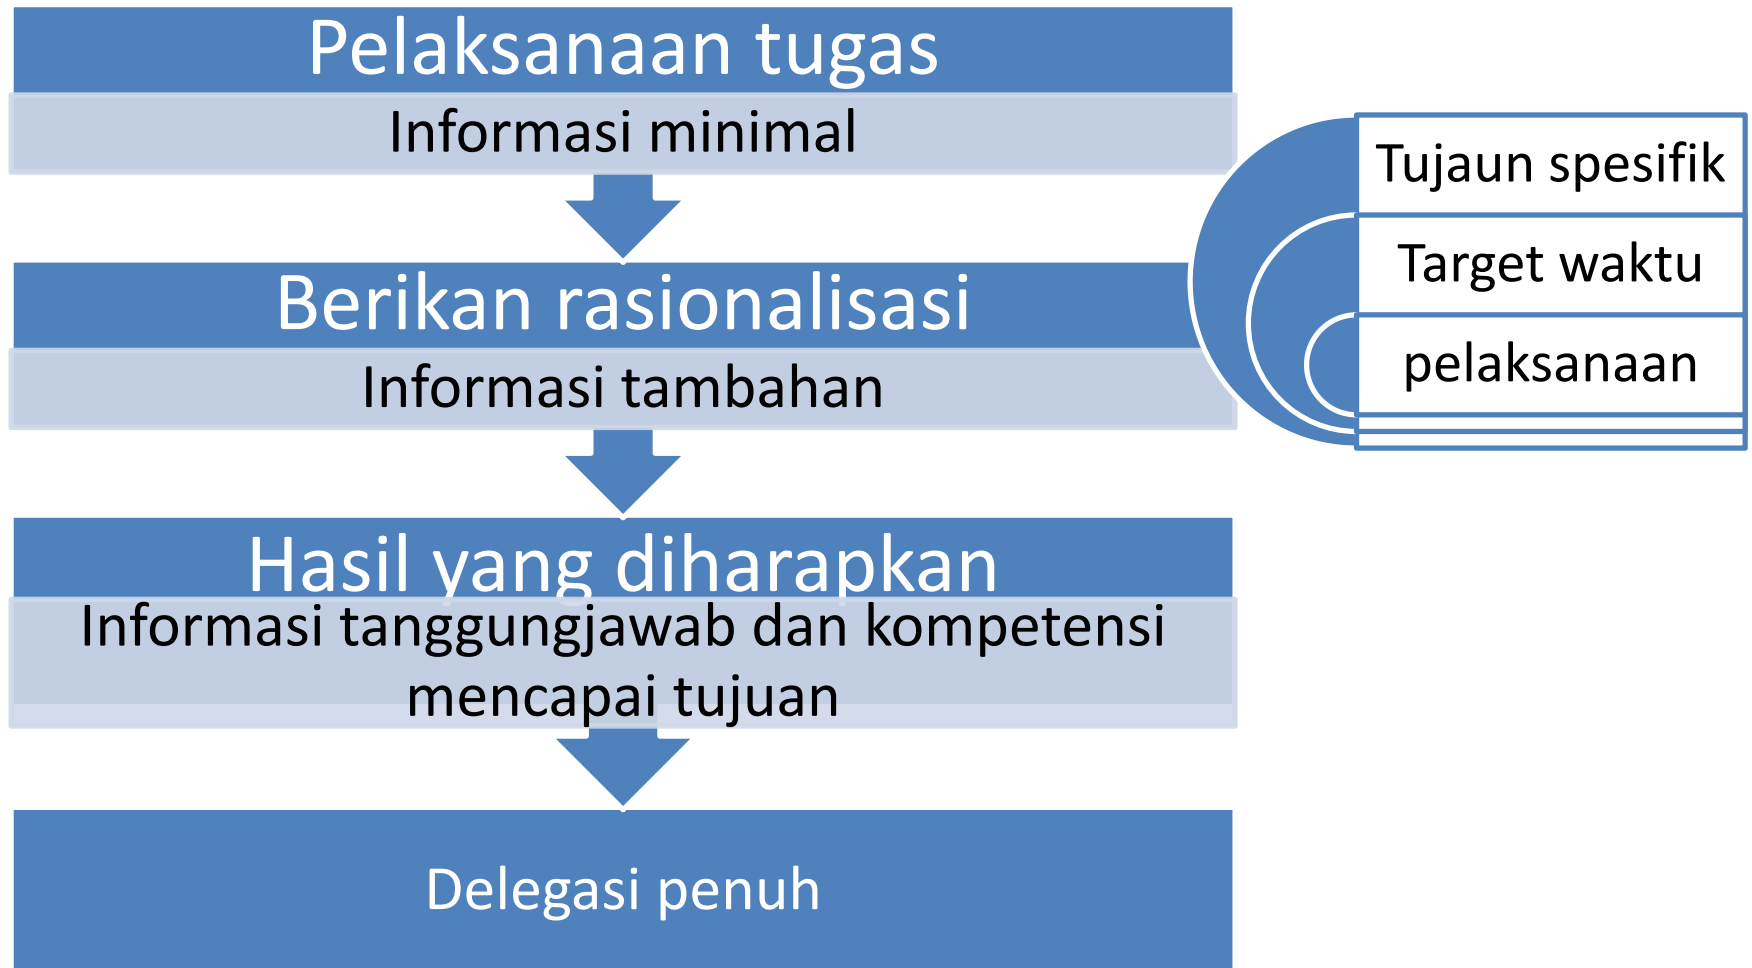 Pelaksanaan tugas
Informasi minimal
Berikan rasionalisasi
Informasi tambahan
Hasil yang diharapkan
Informasi tanggungjawab dan kompetensi
mencapai tujuan
Delegasi penuh
Tujaun spesifik
Target waktu
pelaksanaan